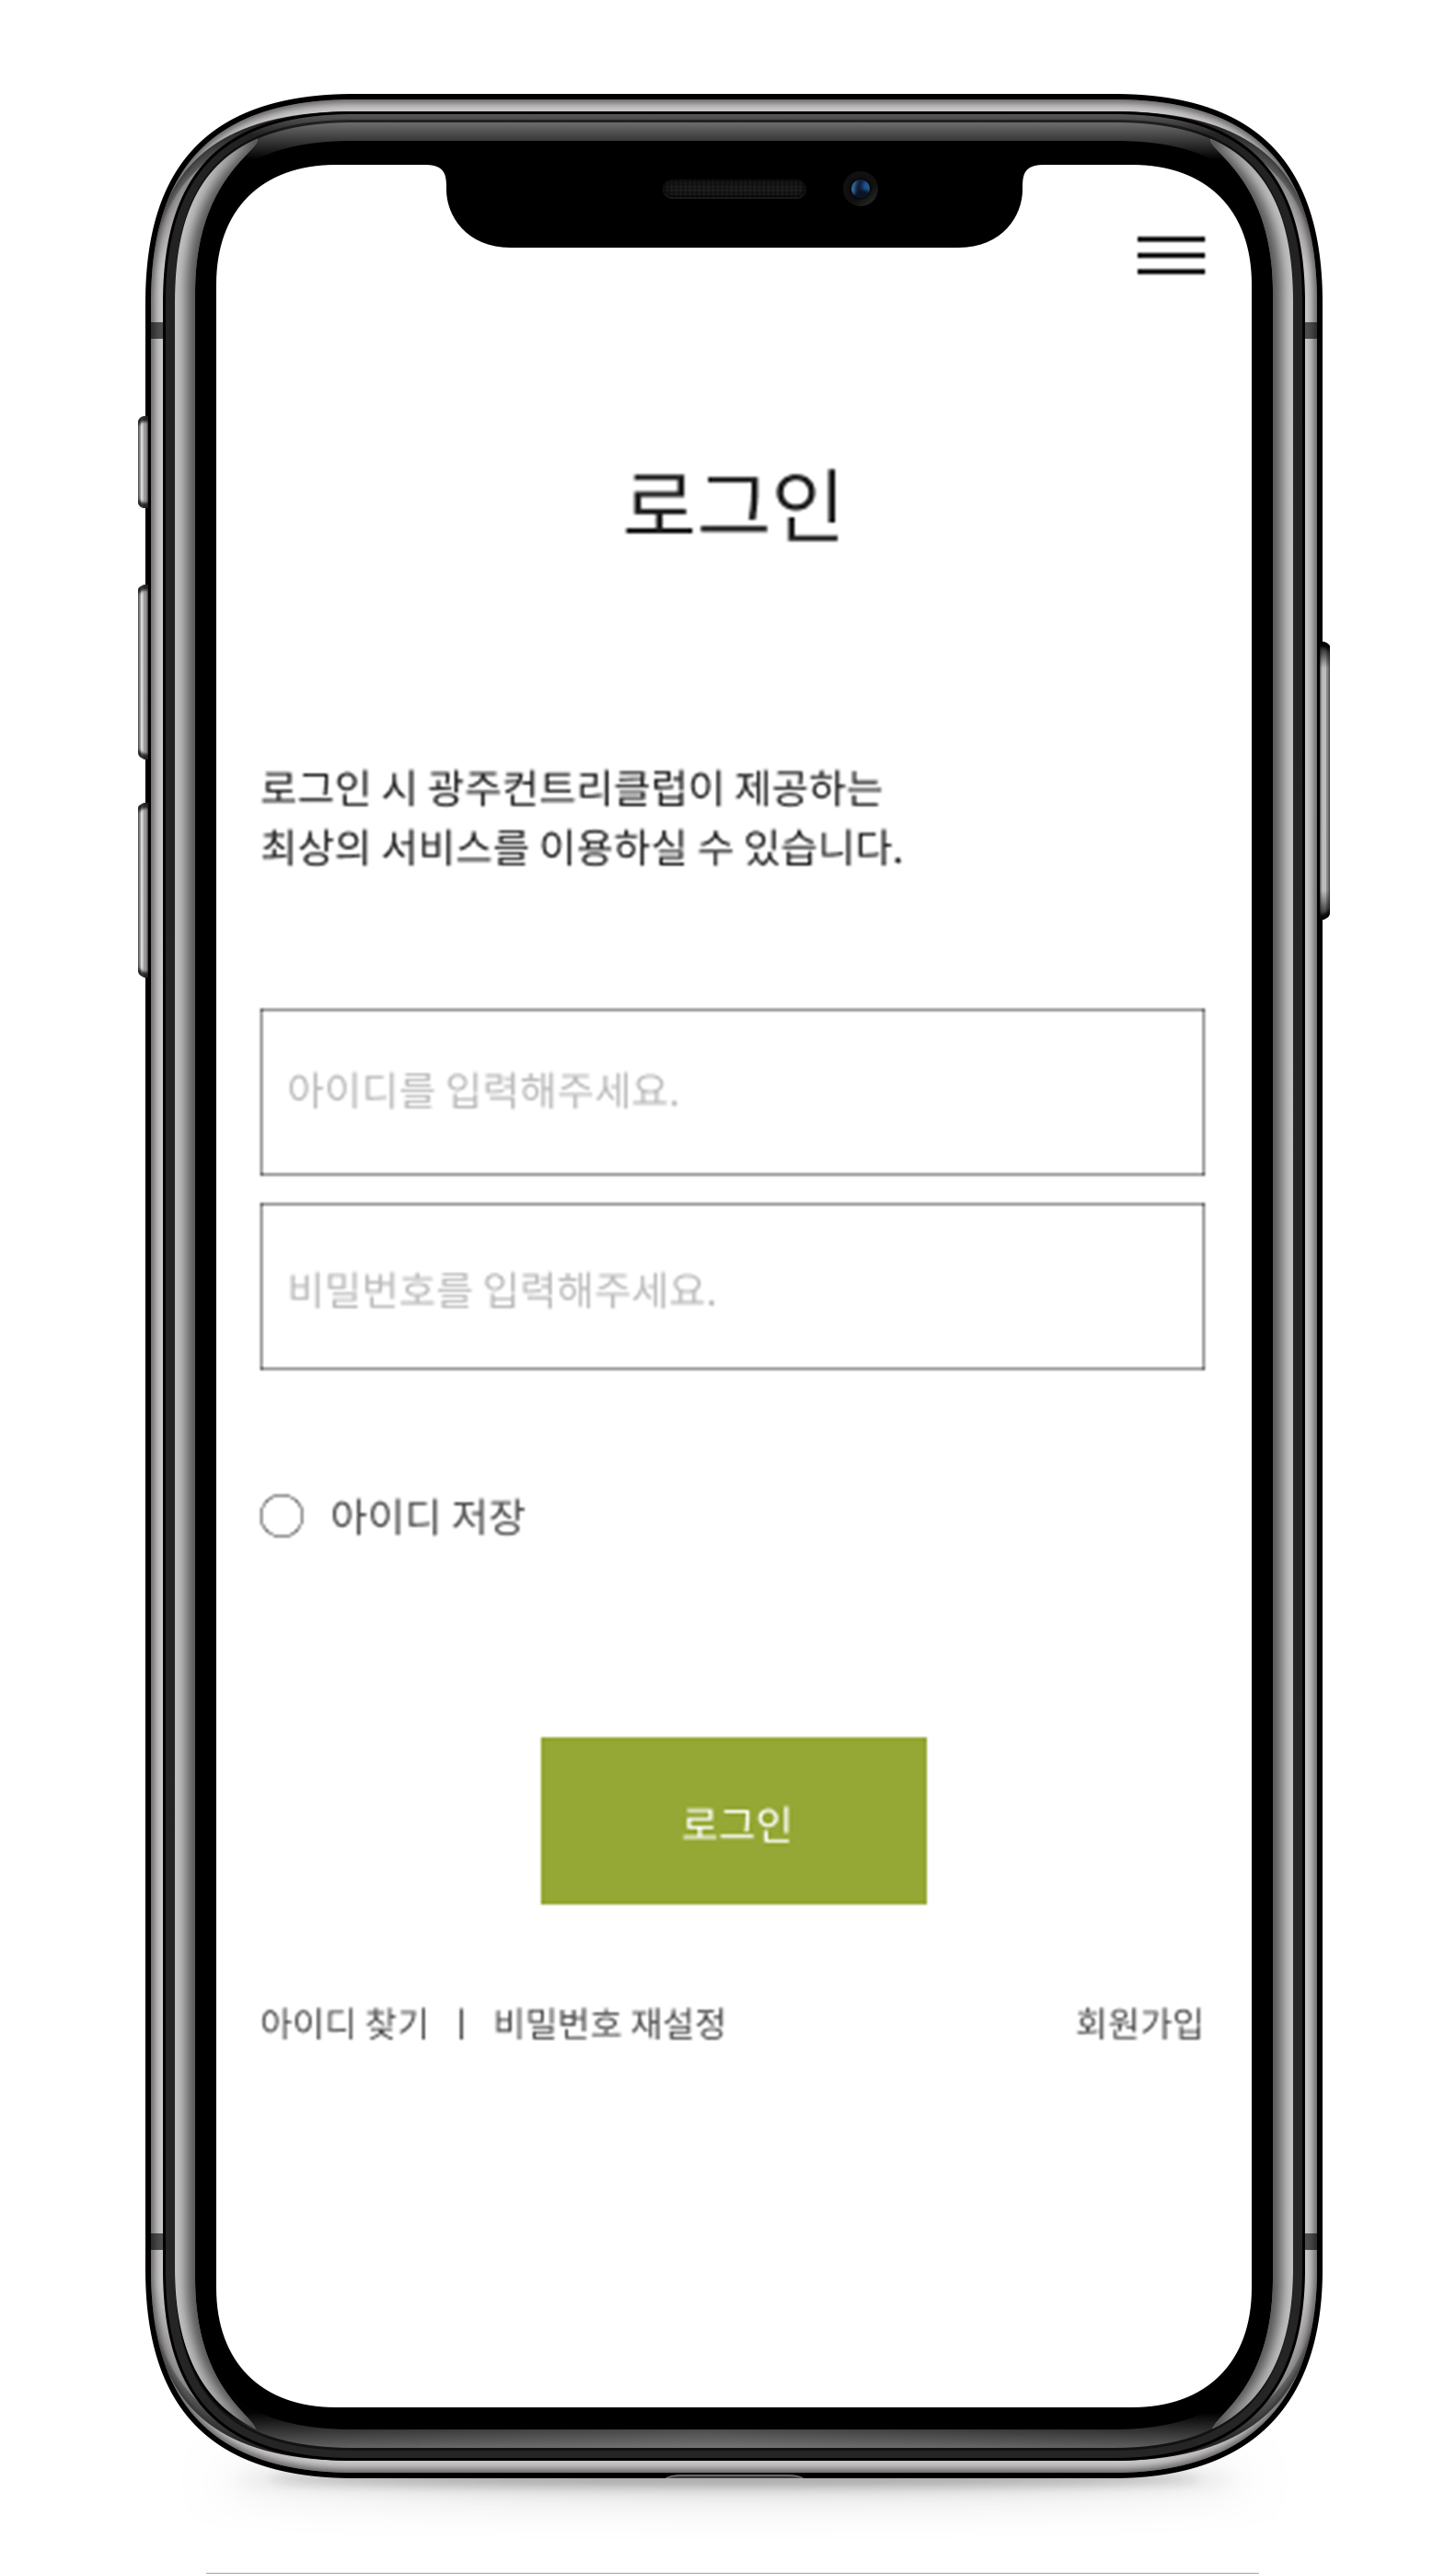 로그인
로그인 시 광주컨트리클럽이 제공하는
최상의 서비스를 이용하실 수 있습니다.
아이디를 입력해주세요.
비밀번호를 입력해주세요.
아이디 저장
로그인
아이디 찾기 | 비밀번호 재설정 회원가입